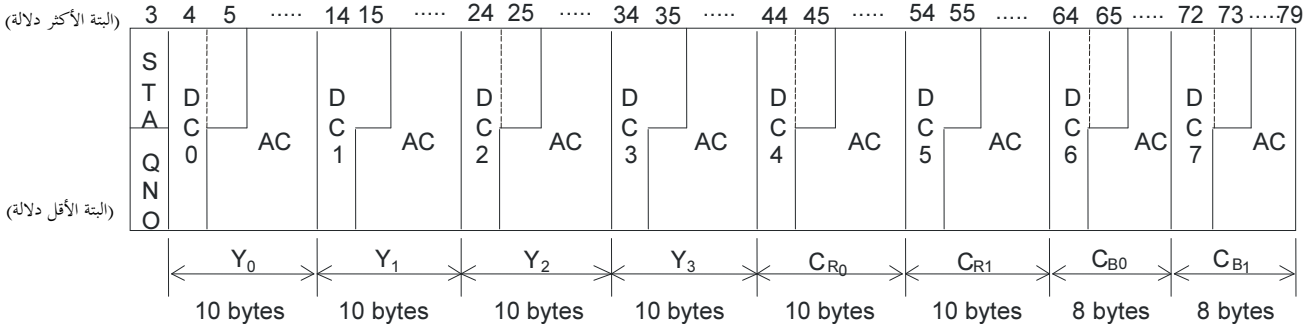 (البتة الأكثر دلالة) 3 4 5 ..... 14 15 ..... 24 25 ..... 34 35 ..... 44 45 ..... 54 55 ..... 64 65 ..... 72 73 .....79
STA
QNO
DC0 AC
DC1 AC
DC2 AC
DC3 AC
DC4 AC
DC5 AC
DC6 AC
DC7 AC
(البتة الأقل دلالة)
Y0 Y1 Y2 Y3 CR0 CR1 CB0 CB1
10 bytes 10 bytes 10 bytes 10 bytes 10 bytes 10 bytes 8 bytes 8 bytes